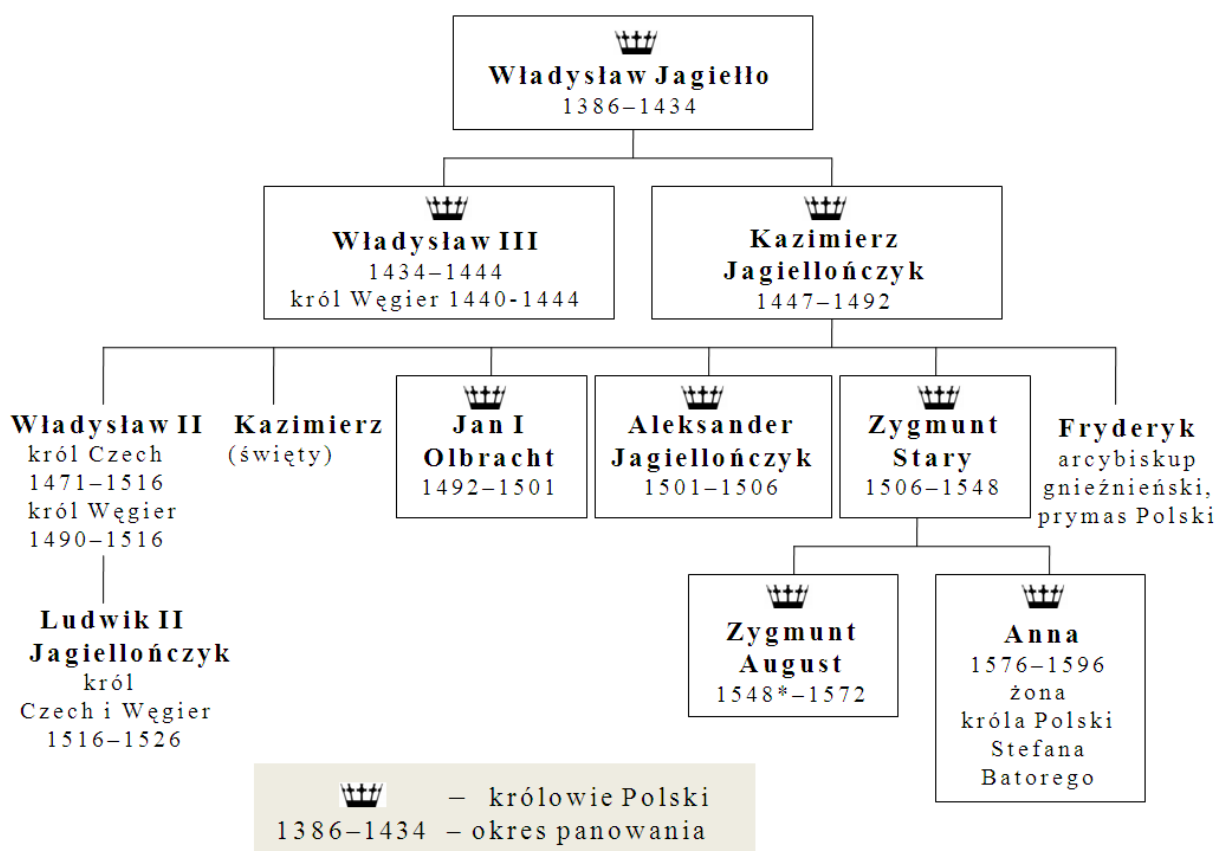 Władysław Jagiełło
1386–1434
Władysław III
1434–1444
król Węgier 1440-1444
Kazimierz
Jagiellończyk
1447–1492
Władysław II
król Czech
1471–1516
król Węgier
1490–1516
Kazimierz
(święty)
Jan I
Olbracht
1492–1501
Aleksander
Jagiellończyk
1501–1506
Zygmunt
Stary
1506–1548
Fryderyk
arcybiskup
gnieźnieński,
prymas Polski
Ludwik II
Jagiellończyk
król
Czech i Węgier
1516–1526
Zygmunt
August
1548*–1572
Anna
1576–1596
żona
króla Polski
Stefana
Batorego
– królowie Polski
1386–1434 – okres panowania